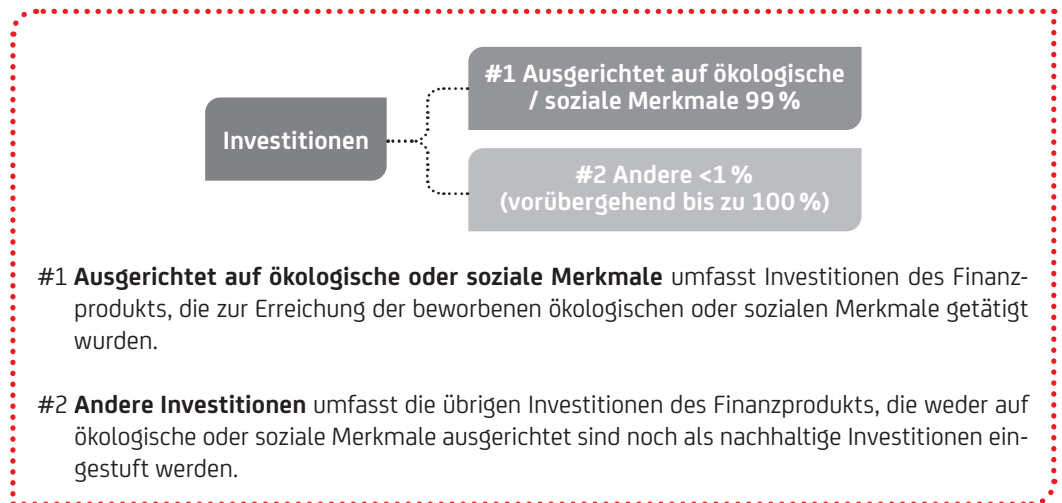 #1 Ausgerichtet auf ökologische
/ soziale Merkmale 99 %
Investitionen
#2 Andere <1 %
(vorübergehend bis zu 100 %)
#1 Ausgerichtet auf ökologische oder soziale Merkmale umfasst Investitionen des Finanz-
produkts, die zur Erreichung der beworbenen ökologischen oder sozialen Merkmale getätigt
wurden.
#2 Andere Investitionen umfasst die übrigen Investitionen des Finanzprodukts, die weder auf
ökologische oder soziale Merkmale ausgerichtet sind noch als nachhaltige Investitionen ein-
gestuft werden.